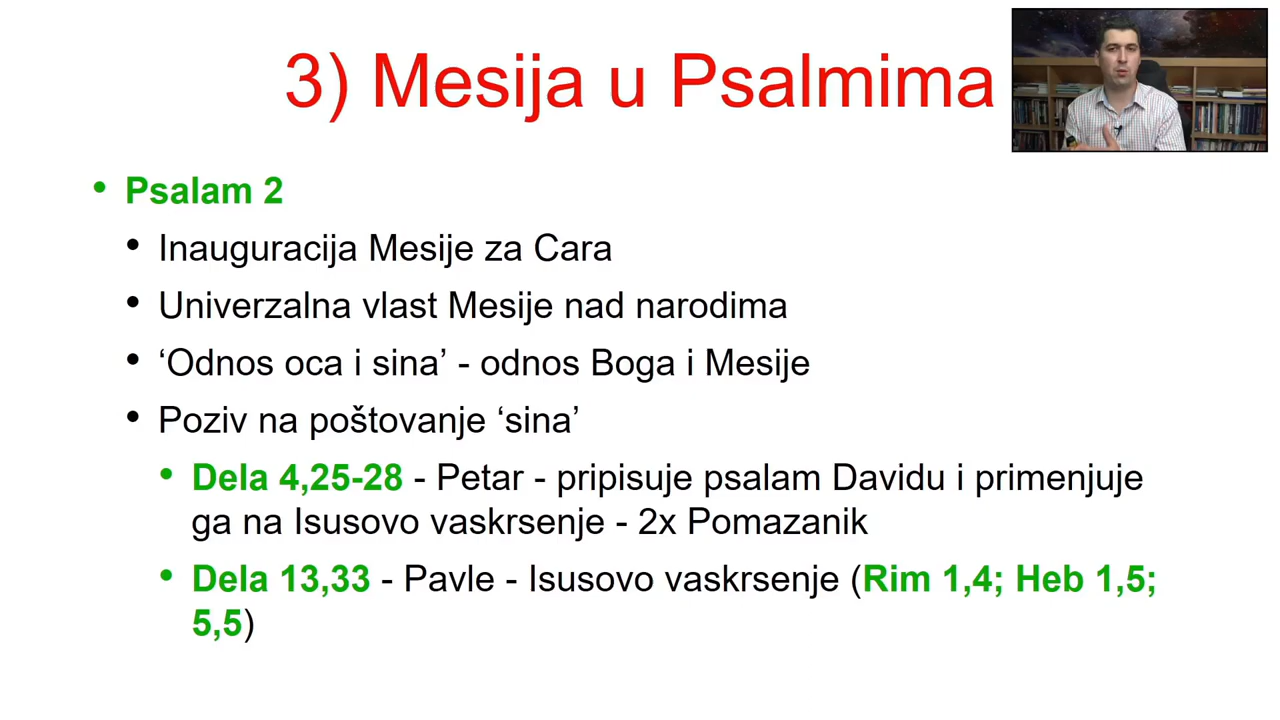 3) Mesija u Psalmima
• Psalam 2
• Inauguracija Mesije za Cara
• Univerzalna vlast Mesije nad narodima
• ‘Odnos oca i sina’ - odnos Boga i Mesije
• Poziv na poštovanje ‘sina’
• Dela 4,25-28 - Petar - pripisuje psalam Davidu i primenjuje
ga na Isusovo vaskrsenje - 2x Pomazanik
• Dela 13,33 - Pavle - Isusovo vaskrsenje (Rim 1,4; Heb 1,5;
5,5)